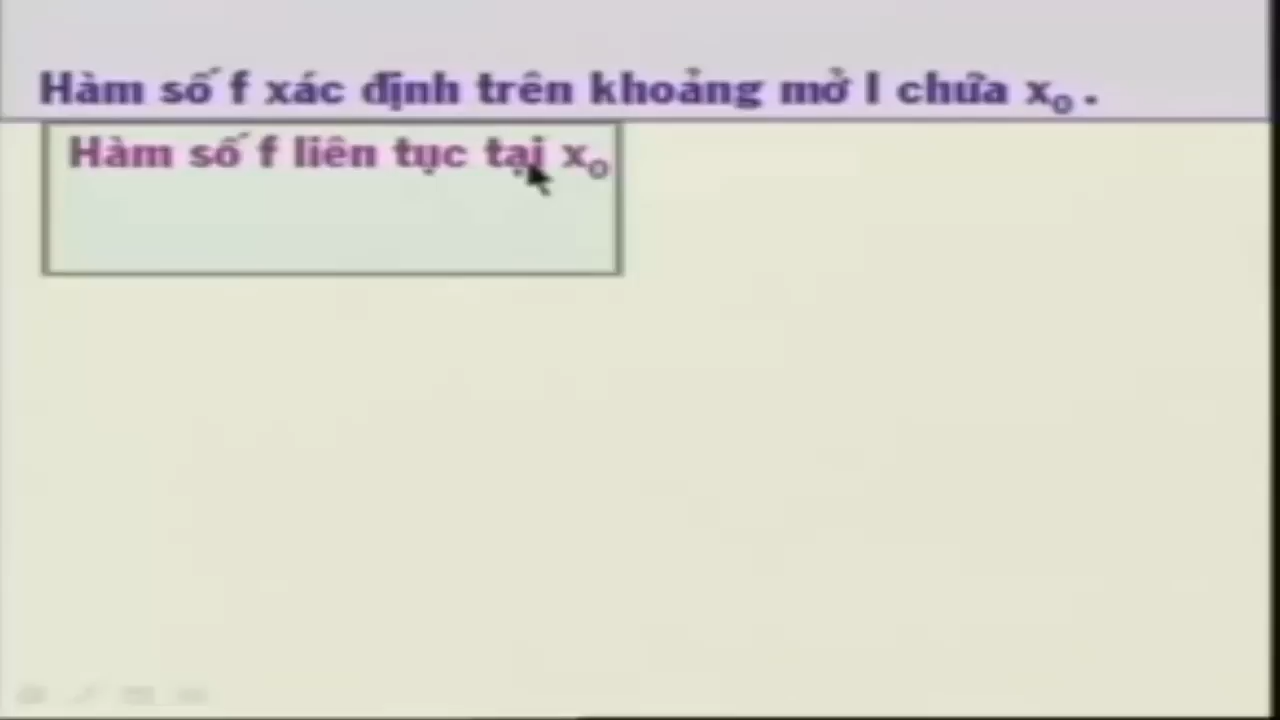 Hàm số f xác định trên khoảng mở I chứa x₀ .
Hàm số f liên tục tại x₀